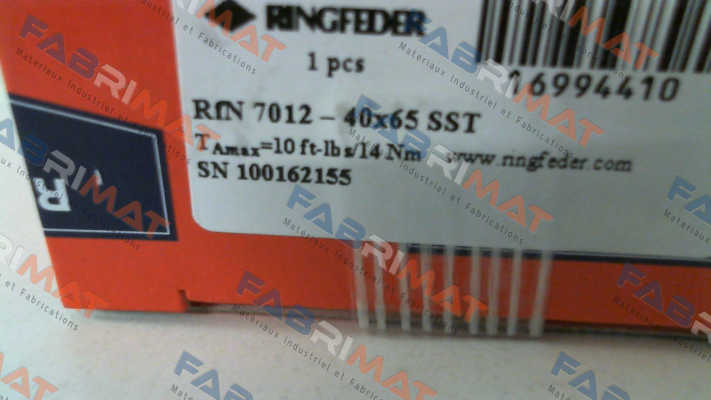 RINGFEDER
1 pcs
6994410
RfN 7012 – 40x65 SST
TAmax=10 ft-lbs/14 Nm www.ringfeder.com
SN 100162155
R
FABRIMAT
Materiaux Industriel et Fabrications